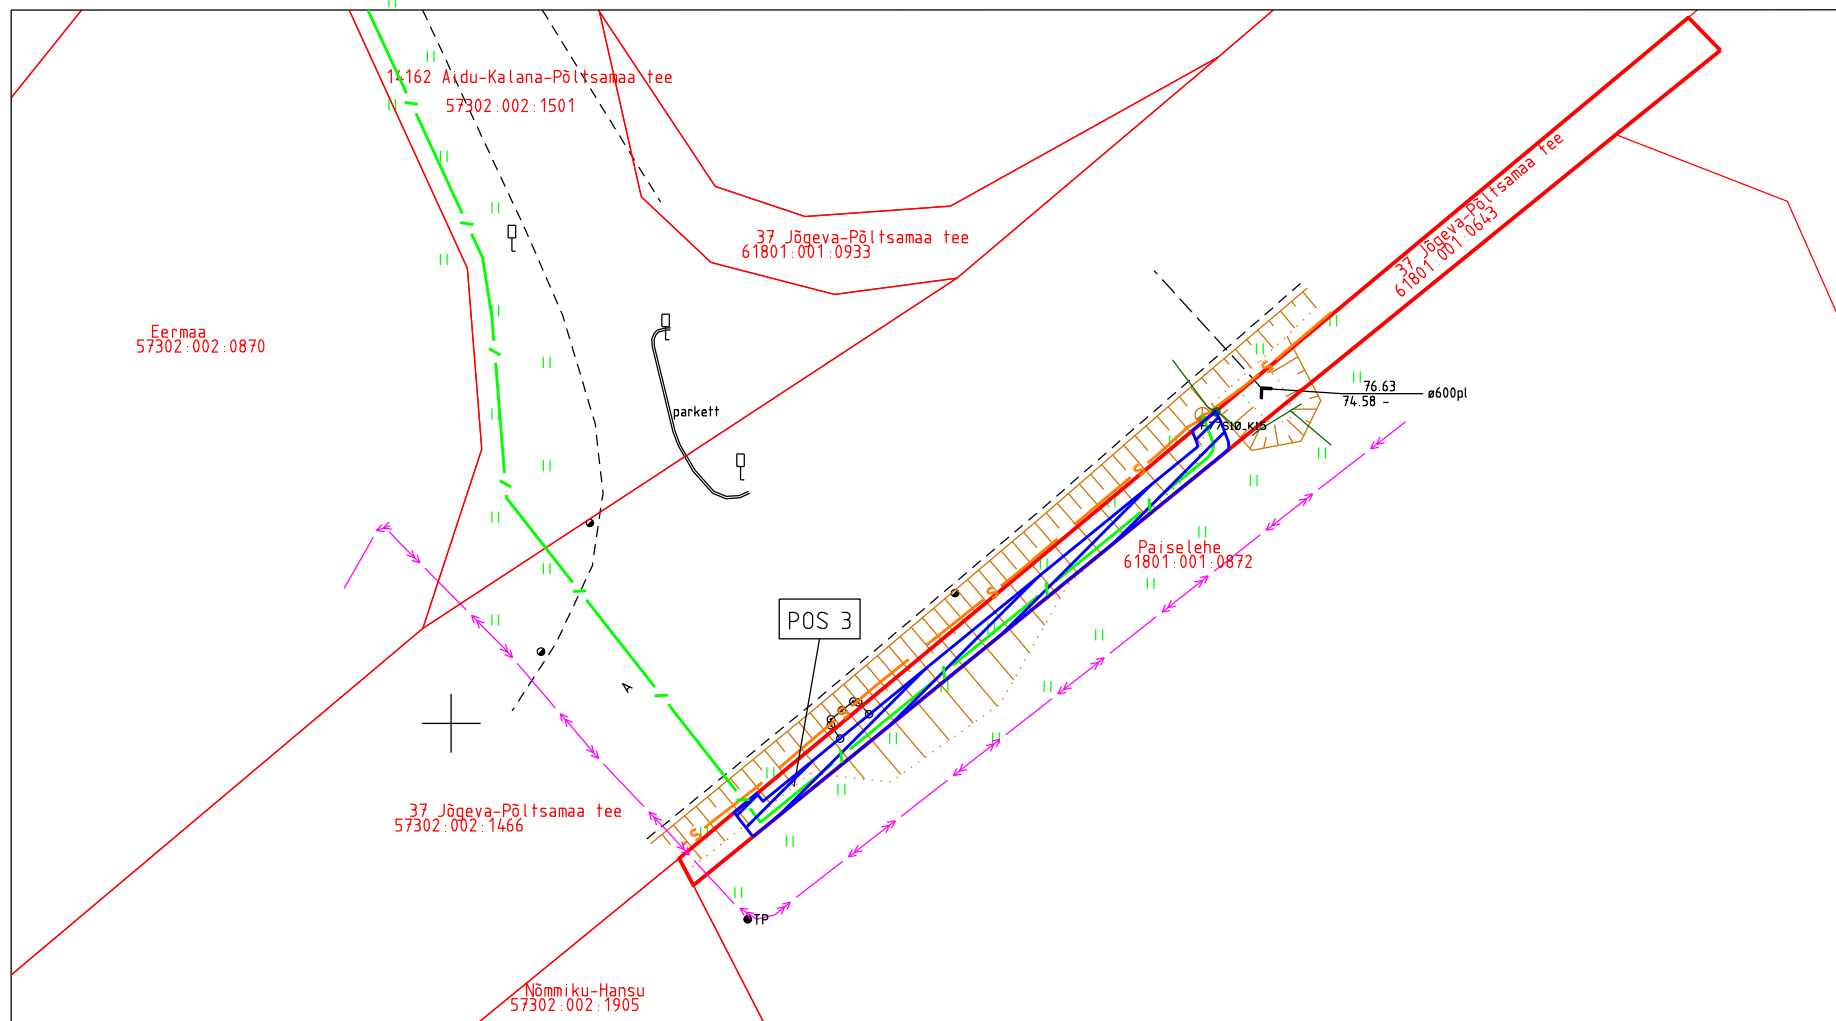 14162 Aidu-Kalana-Põltsamaa tee
57302:002:1501
37 Jõgeva-Põltsamaa tee
61801:001:0643
37 Jõgeva-Põltsamaa tee
61801:001:0933
Eermaa
57302:002:0870
parkett
76.63
74.58 -
ø600pl
Paiselehe
61801:001:0872
POS 3
A
S
S
S
S
S
37 Jõgeva-Põltsamaa tee
57302:002:1466
TP
Nõmmiku-Hansu
57302:002:1905